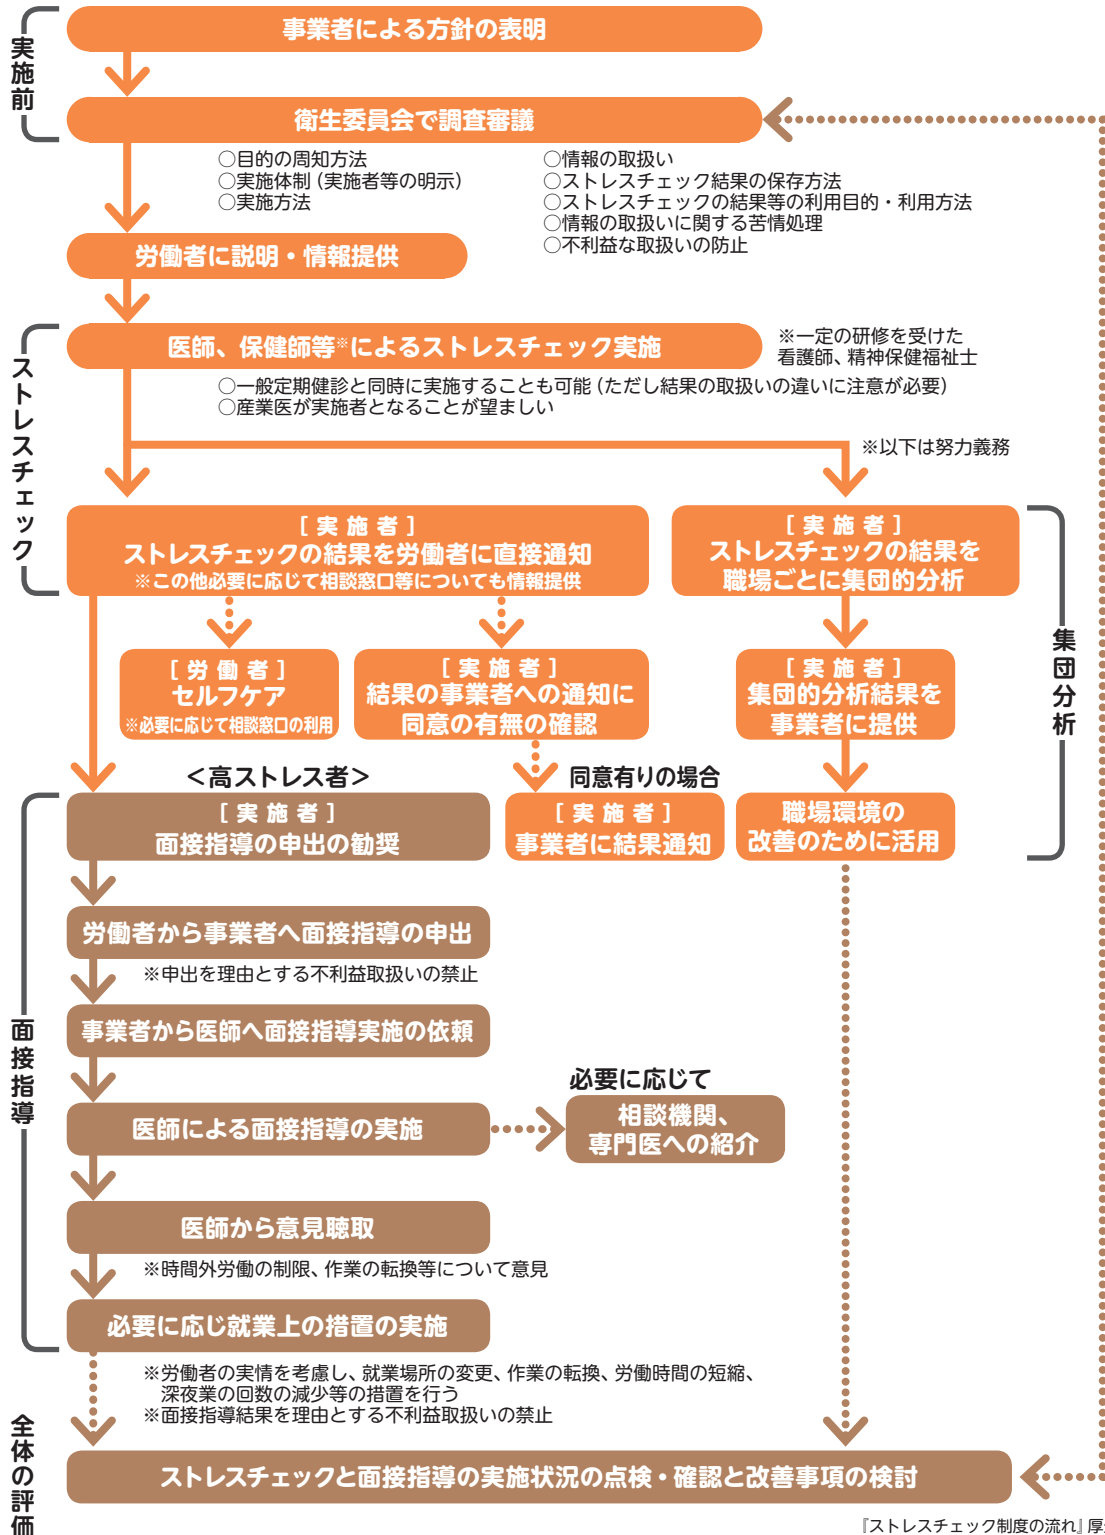 実施前
事業者による方針の表明
衛生委員会で調査審議
○目的の周知方法
○実施体制（実施者等の明示）
○実施方法
○情報の取扱い
○ストレスチェック結果の保存方法
○ストレスチェックの結果等の利用目的・利用方法
○情報の取扱いに関する苦情処理
○不利益な取扱いの防止
労働者に説明・情報提供
ストレスチェック
医師、保健師等※によるストレスチェック実施
※一定の研修を受けた
看護師、精神保健福祉士
○一般定期健診と同時に実施することも可能（ただし結果の取扱いの違いに注意が必要）
○産業医が実施者となることが望ましい
※以下は努力義務
［実施者］
ストレスチェックの結果を労働者に直接通知
※この他必要に応じて相談窓口等についても情報提供
［実施者］
ストレスチェックの結果を
職場ごとに集団的分析
集団分析
［労働者］
セルフケア
※必要に応じて相談窓口の利用
［実施者］
結果の事業者への通知に
同意の有無の確認
［実施者］
集団的分析結果を
事業者に提供
＜高ストレス者＞
同意有りの場合
面接指導
［実施者］
面接指導の申出の勧奨
［実施者］
事業者に結果通知
職場環境の
改善のために活用
労働者から事業者へ面接指導の申出
※申出を理由とする不利益取扱いの禁止
事業者から医師へ面接指導実施の依頼
必要に応じて
医師による面接指導の実施
相談機関、
専門医への紹介
医師から意見聴取
※時間外労働の制限、作業の転換等について意見
必要に応じ就業上の措置の実施
※労働者の実情を考慮し、就業場所の変更、作業の転換、労働時間の短縮、
深夜業の回数の減少等の措置を行う
※面接指導結果を理由とする不利益取扱いの禁止
全体の評価
ストレスチェックと面接指導の実施状況の点検・確認と改善事項の検討
『ストレスチェック制度の流れ』厚